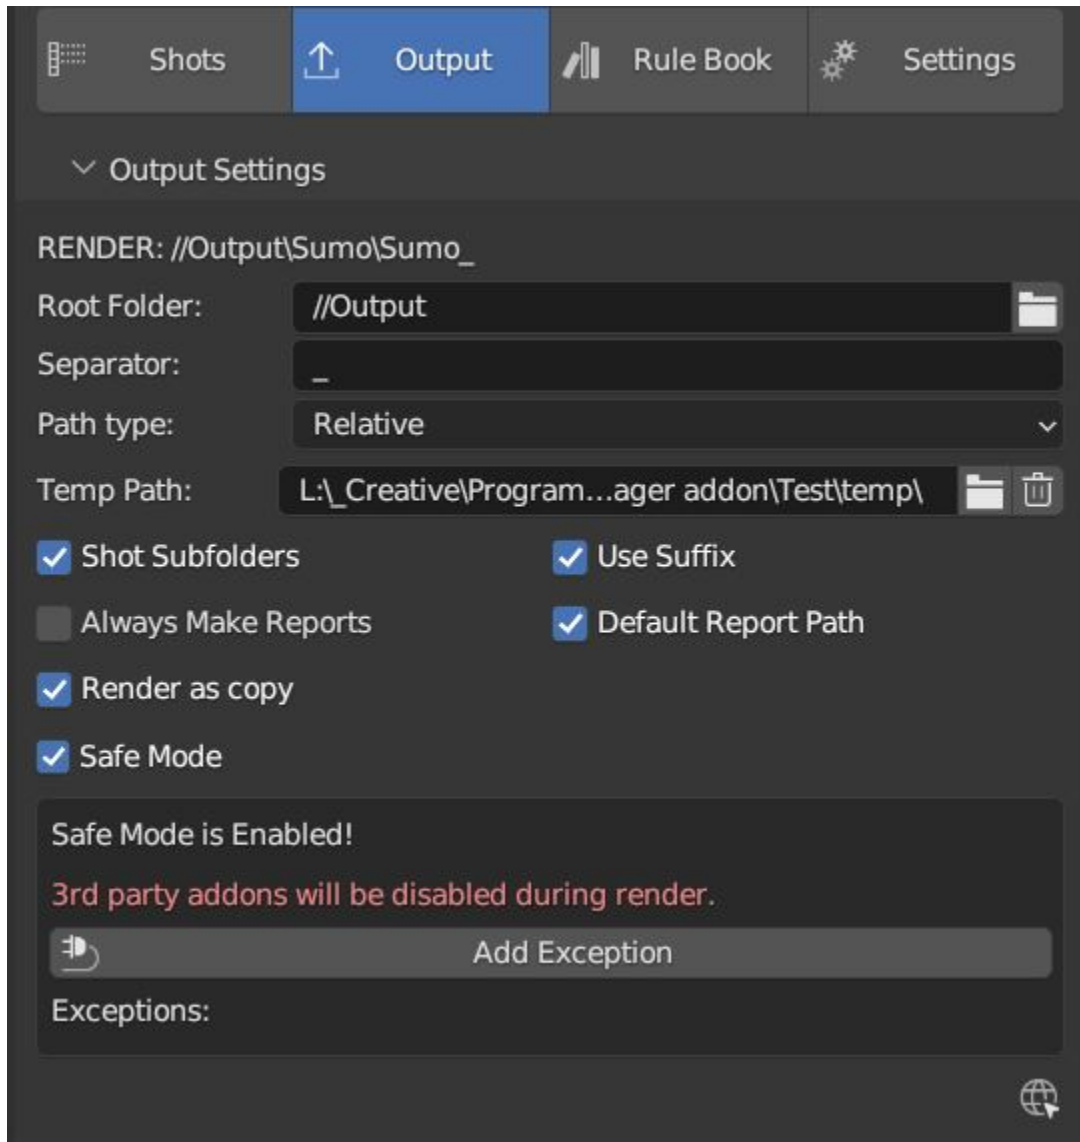 Shots Output Rule Book Settings
Output Settings
RENDER: //Output\Sumo\Sumo_
Root Folder: //Output
Separator: _
Path type: Relative
Temp Path: L:\_Creative\Program...ager addon\Test\temp\
Shot Subfolders Use Suffix
Always Make Reports Default Report Path
Render as copy
Safe Mode
Safe Mode is Enabled!
3rd party addons will be disabled during render.
Add Exception
Exceptions: